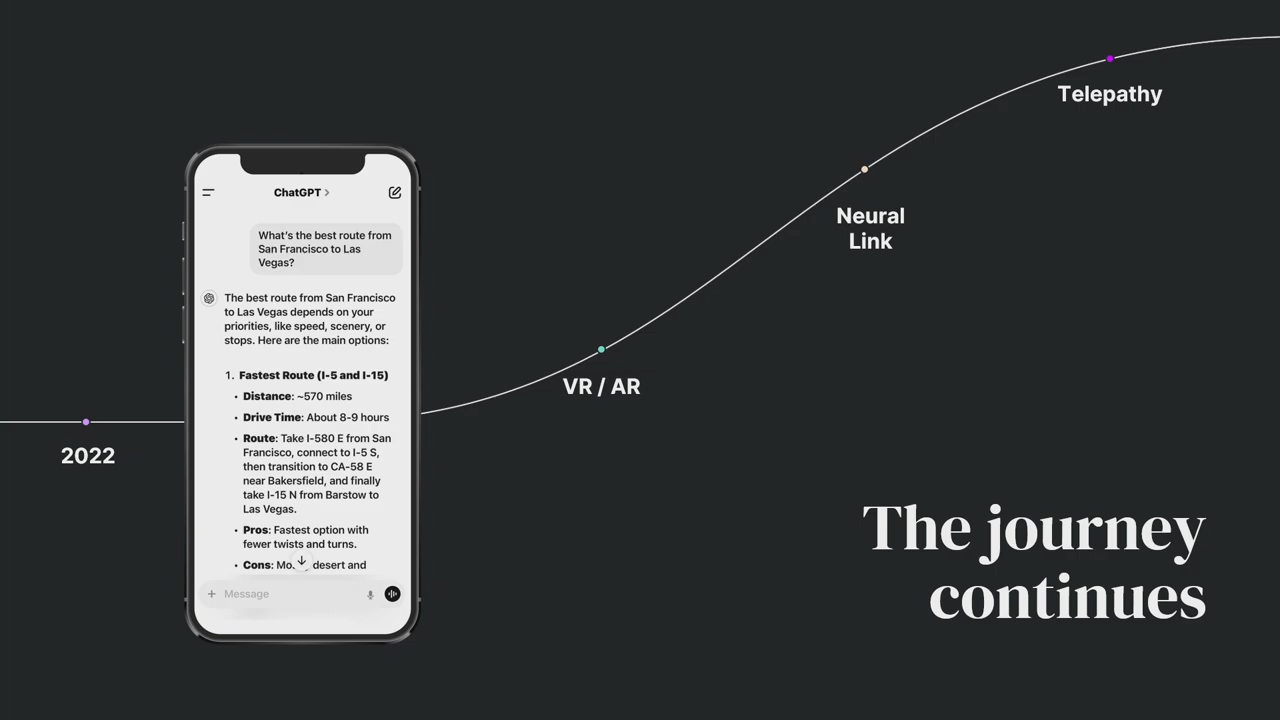 2022
ChatGPT >
What's the best route from
San Francisco to Las
Vegas?
The best route from San Francisco
to Las Vegas depends on your
priorities, like speed, scenery, or
stops. Here are the main options:
1. Fastest Route (I-5 and I-15)
• Distance: ~570 miles
• Drive Time: About 8-9 hours
• Route: Take I-580 E from San
Francisco, connect to I-5 S,
then transition to CA-58 E
near Bakersfield, and finally
take I-15 N from Barstow to
Las Vegas.
• Pros: Fastest option with
fewer twists and turns.
• Cons: desert and
+ Message
VR / AR
Neural
Link
Telepathy
The journey
continues